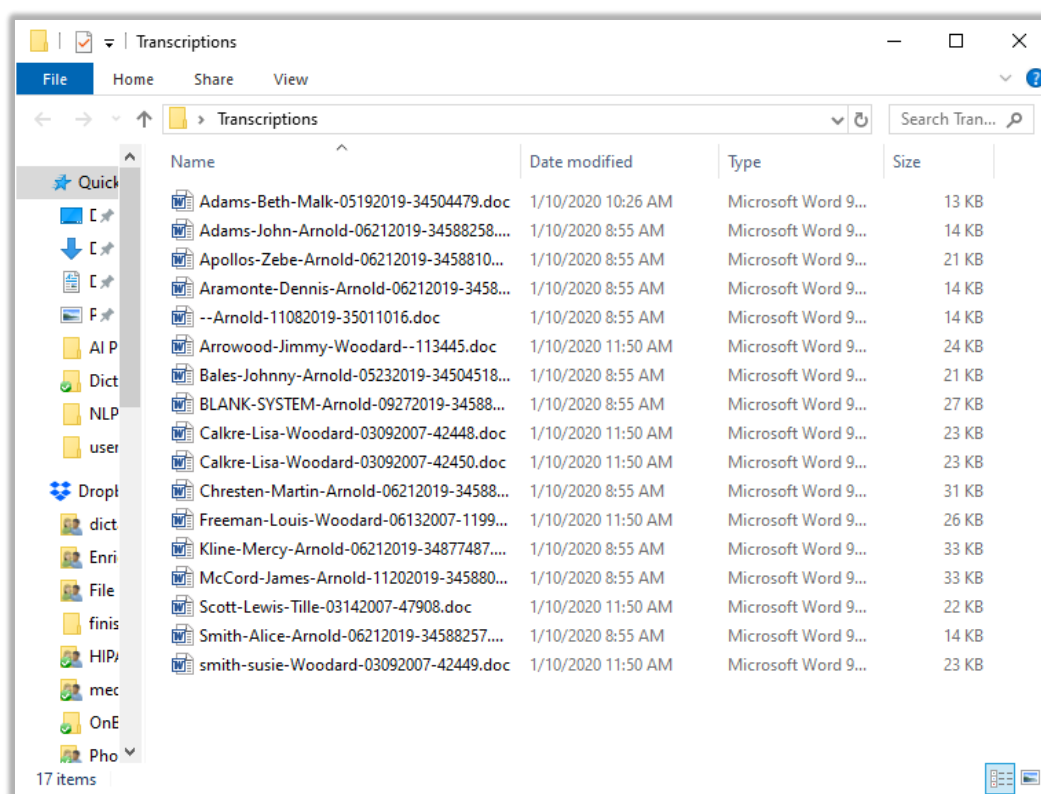 Transcriptions
File Home Share View
Transcriptions Search Tran...
Name Date modified Type Size
Quick
AI P
Dict
NLP
user
Dropb
dict
Enri
File
finis
HIPA
med
OnE
Pho
Adams-Beth-Malk-05192019-34504479.doc 1/10/2020 10:26 AM Microsoft Word 9... 13 KB
Adams-John-Arnold-06212019-34588258.... 1/10/2020 8:55 AM Microsoft Word 9... 14 KB
Apollos-Zebe-Arnold-06212019-3458810... 1/10/2020 8:55 AM Microsoft Word 9... 21 KB
Aramonte-Dennis-Arnold-06212019-3458... 1/10/2020 8:55 AM Microsoft Word 9... 14 KB
--Arnold-11082019-35011016.doc 1/10/2020 8:55 AM Microsoft Word 9... 14 KB
Arrowood-Jimmy-Woodard--113445.doc 1/10/2020 11:50 AM Microsoft Word 9... 24 KB
Bales-Johnny-Arnold-05232019-34504518... 1/10/2020 8:55 AM Microsoft Word 9... 21 KB
BLANK-SYSTEM-Arnold-09272019-34588... 1/10/2020 8:55 AM Microsoft Word 9... 27 KB
Calkre-Lisa-Woodard-03092007-42448.doc 1/10/2020 11:50 AM Microsoft Word 9... 23 KB
Calkre-Lisa-Woodard-03092007-42450.doc 1/10/2020 11:50 AM Microsoft Word 9... 23 KB
Chresten-Martin-Arnold-06212019-34588... 1/10/2020 8:55 AM Microsoft Word 9... 31 KB
Freeman-Louis-Woodard-06132007-1199... 1/10/2020 11:50 AM Microsoft Word 9... 26 KB
Kline-Mercy-Arnold-06212019-34877487.... 1/10/2020 8:55 AM Microsoft Word 9... 33 KB
McCord-James-Arnold-11202019-345880... 1/10/2020 8:55 AM Microsoft Word 9... 33 KB
Scott-Lewis-Tille-03142007-47908.doc 1/10/2020 11:50 AM Microsoft Word 9... 22 KB
Smith-Alice-Arnold-06212019-34588257.... 1/10/2020 8:55 AM Microsoft Word 9... 14 KB
smith-susie-Woodard-03092007-42449.doc 1/10/2020 11:50 AM Microsoft Word 9... 23 KB
17 items